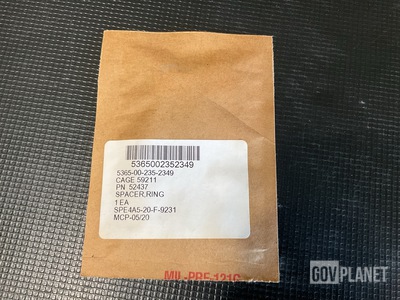 5365002352349
5365-00-235-2349
CAGE 59211
PN 52437
SPACER,RING
1 EA
SPE4A5-20-F-9231
MCP-05/20
MIL-PRF-121G
GOVPLANET